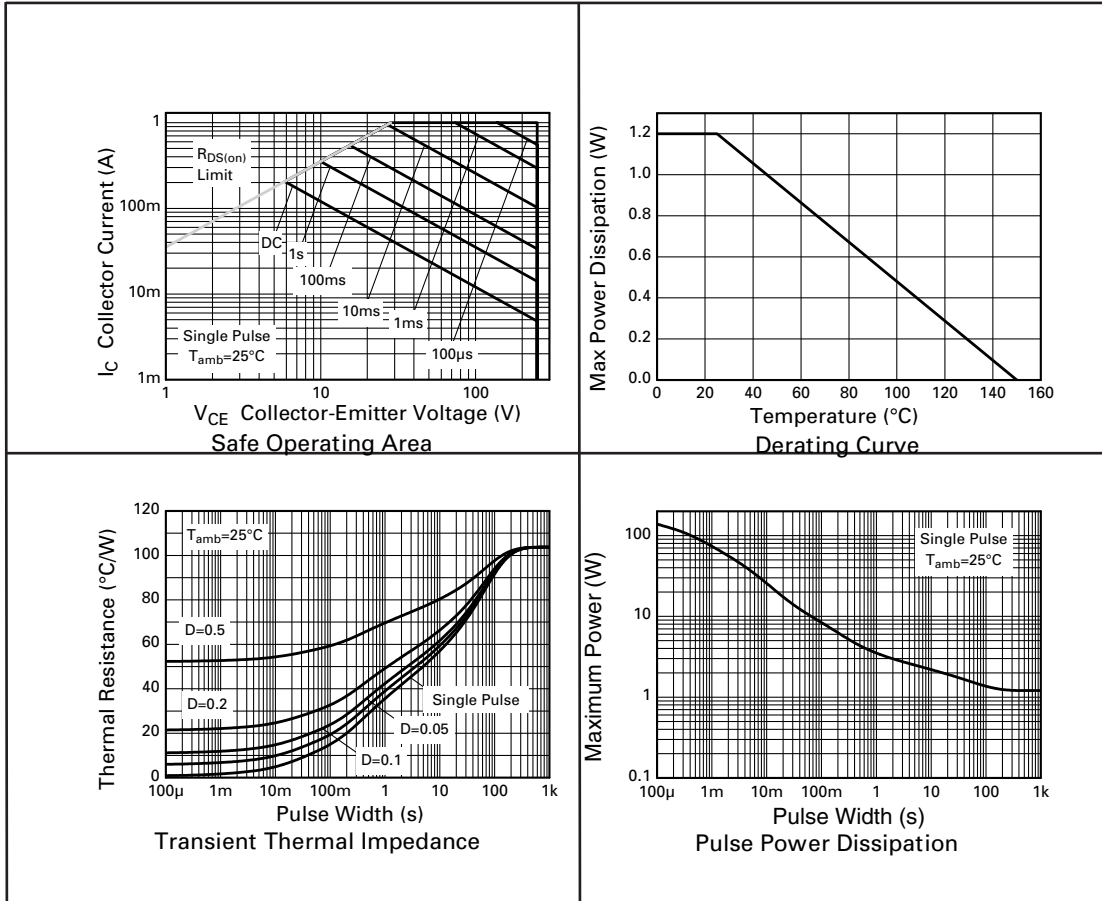 1
100m
10m
1m
1
10
100
R_DS(on)
Limit
DC
1s
100ms
10ms
1ms
100µs
Single Pulse
T_amb=25°C
I_C Collector Current (A)
V_CE Collector-Emitter Voltage (V)
Safe Operating Area
1.2
1.0
0.8
0.6
0.4
0.2
0.0
0
20
40
60
80
100
120
140
160
Max Power Dissipation (W)
Temperature (°C)
Derating Curve
120
100
80
60
40
20
0
100µ
1m
10m
100m
1
10
100
1k
T_amb=25°C
D=0.5
D=0.2
Single Pulse
D=0.05
D=0.1
Thermal Resistance (°C/W)
Pulse Width (s)
Transient Thermal Impedance
100
10
1
0.1
100µ
1m
10m
100m
1
10
100
1k
Single Pulse
T_amb=25°C
Maximum Power (W)
Pulse Width (s)
Pulse Power Dissipation